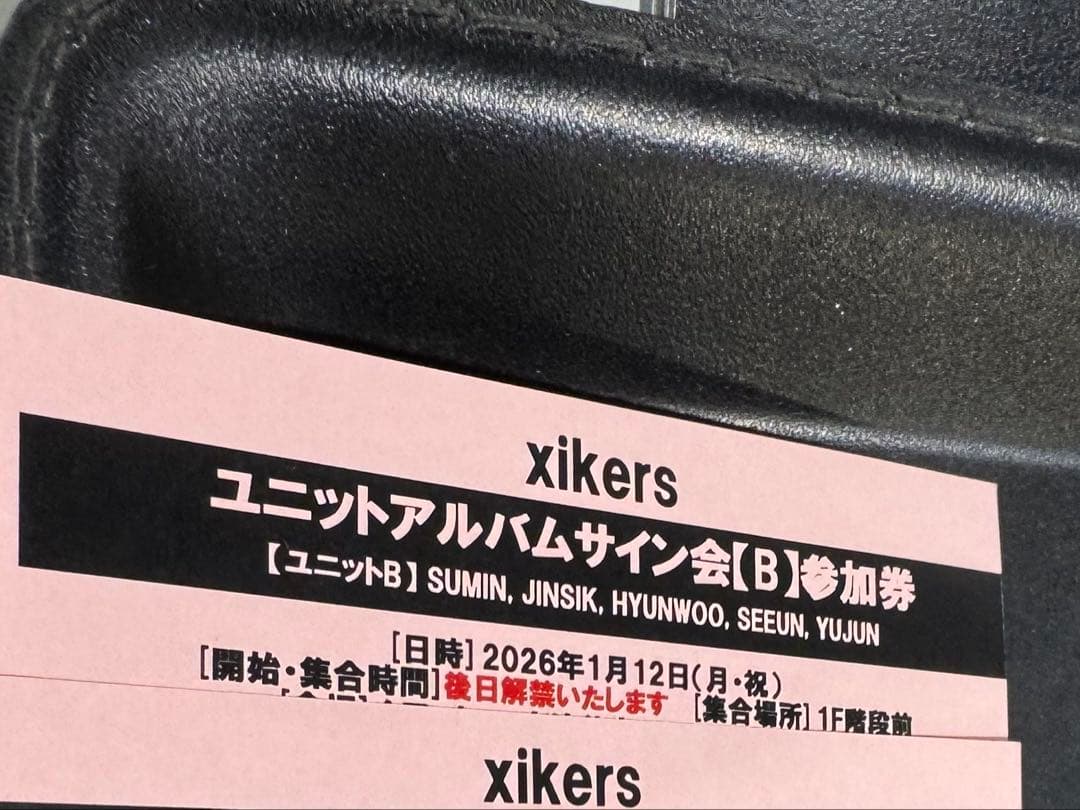 xikers
ユニットアルバムサイン会【B】参加券
【ユニットB】 SUMIN, JINSIK, HYUNWOO, SEEUN, YUJUN
[日時] 2026年1月12日(月・祝)
[開始・集合時間]後日解禁いたします [集合場所] 1F階段前
xikers